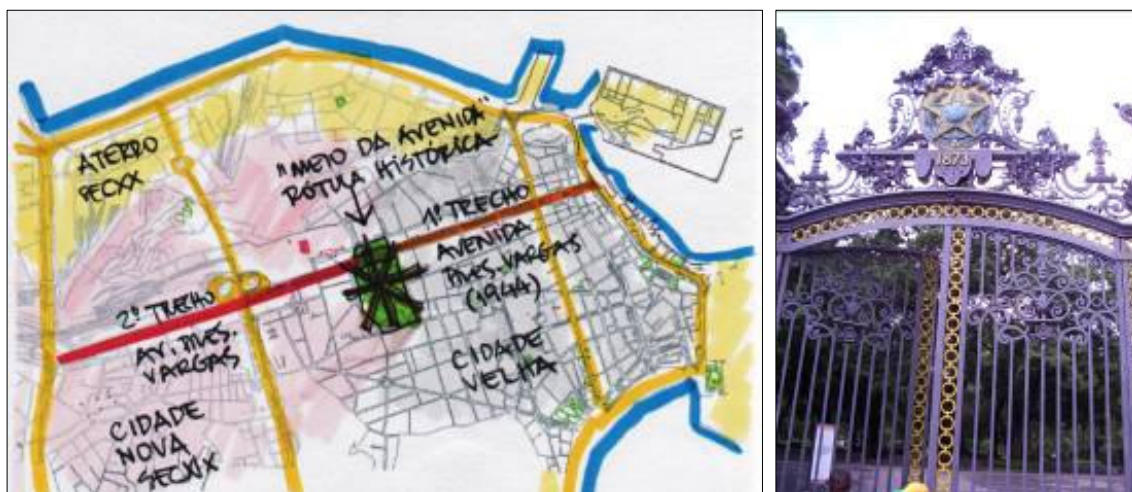 ATERRO
SECXX
"MEIO DA AVENIDA"
RÓTULA HISTÓRICA
1º TRECHO
AVENIDA
PRES. VARGAS
(1944)
2º TRECHO
AV. PRES.
VARGAS
CIDADE
VELHA
CIDADE
NOVA
SECXIX
1873